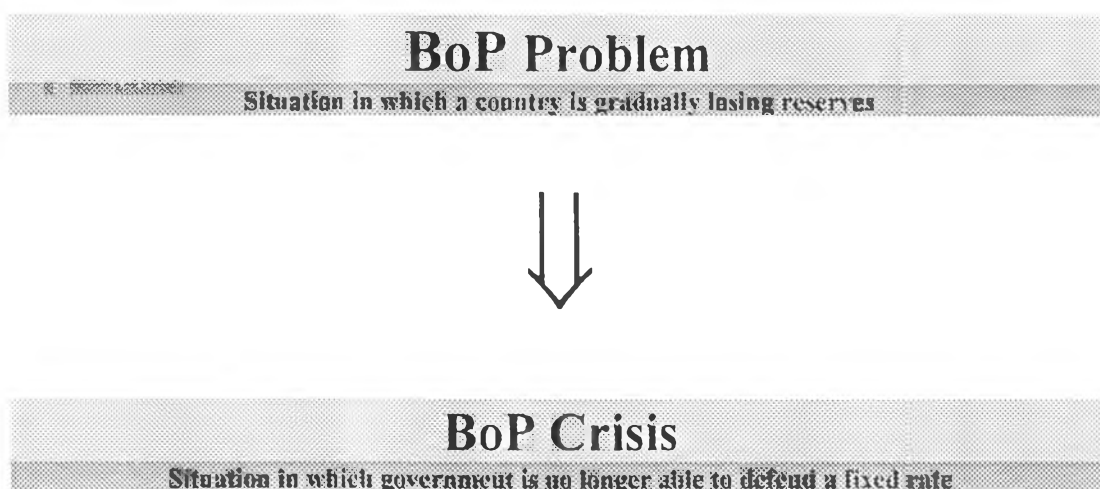 BoP Problem
Situation in which a country is gradually losing reserves
BoP Crisis
Situation in which government is no longer able to defend a fixed rate